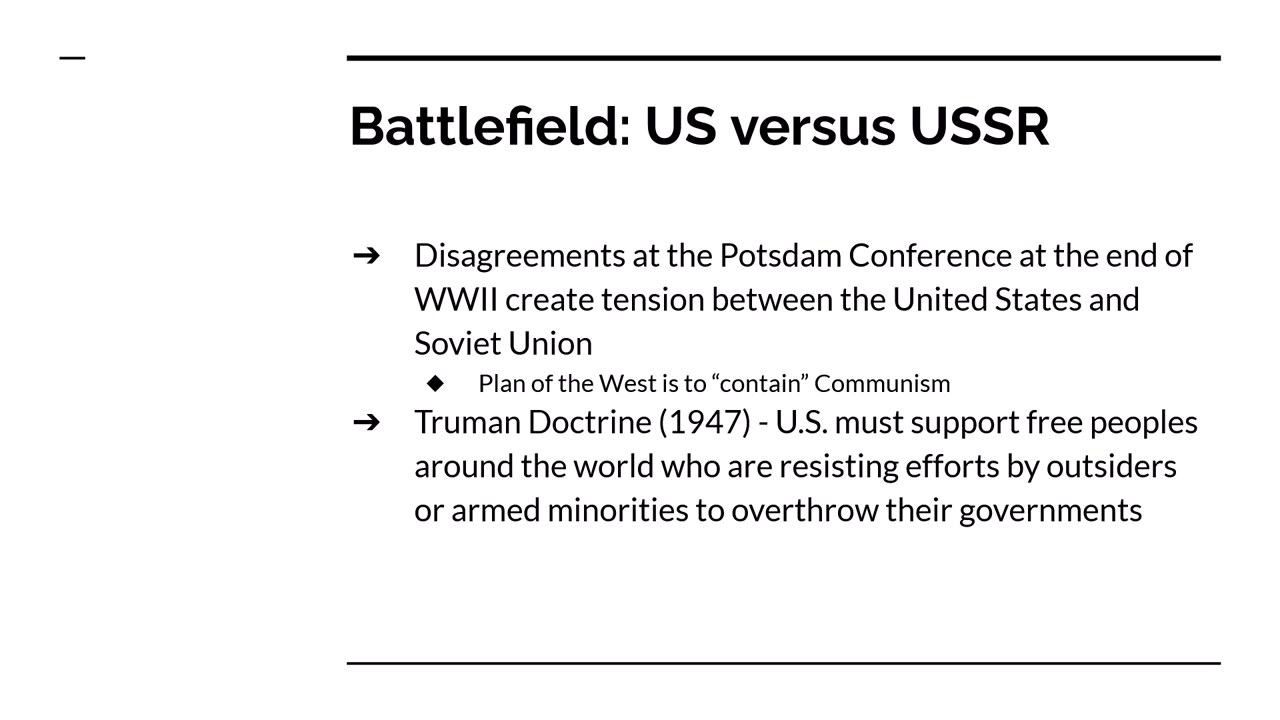 Battlefield: US versus USSR
➔ Disagreements at the Potsdam Conference at the end of
WWII create tension between the United States and
Soviet Union
◆ Plan of the West is to “contain” Communism
➔ Truman Doctrine (1947) - U.S. must support free peoples
around the world who are resisting efforts by outsiders
or armed minorities to overthrow their governments